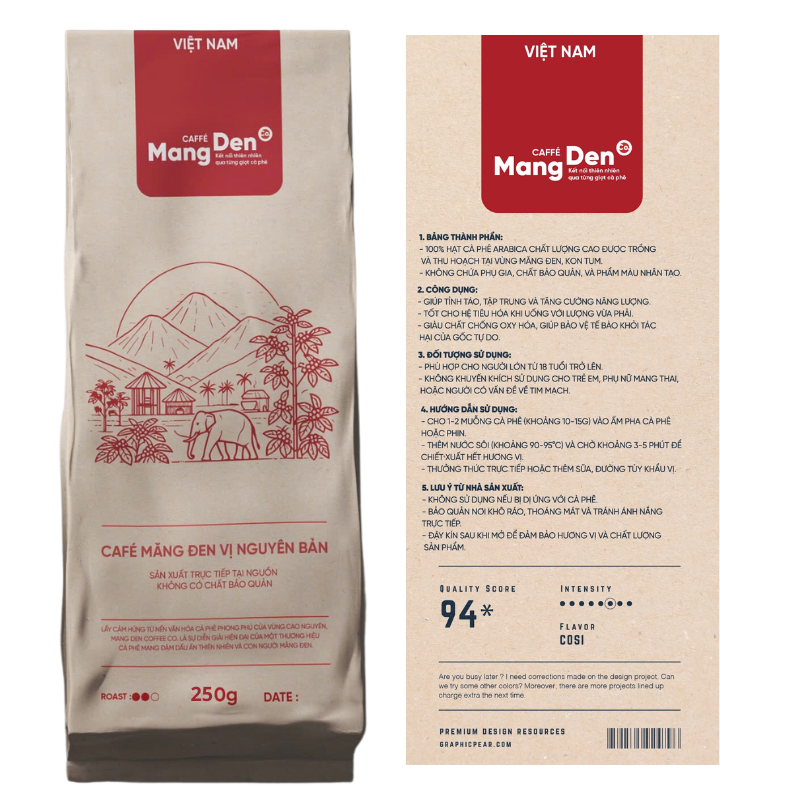 VIỆT NAM
CAFFÉ
Mang Den Co.
Kết nối thiên nhiên
qua từng giọt cà phê
CAFÉ MĂNG ĐEN VỊ NGUYÊN BẢN
SẢN XUẤT TRỰC TIẾP TẠI NGUỒN
KHÔNG CÓ CHẤT BẢO QUẢN
LẤY CẢM HỨNG TỪ NỀN VĂN HÓA CÀ PHÊ PHONG PHÚ CỦA VÙNG CAO NGUYÊN,
MANG DEN COFFEE CO. LÀ SỰ DIỄN GIẢI HIỆN ĐẠI CỦA MỘT THƯƠNG HIỆU
CÀ PHÊ MANG ĐẬM DẤU ẤN THIÊN NHIÊN VÀ CON NGƯỜI MĂNG ĐEN.
ROAST :
250g
DATE :
VIỆT NAM
CAFFÉ
Mang Den Co.
Kết nối thiên nhiên
qua từng giọt cà phê
1. BẢNG THÀNH PHẦN:
- 100% HẠT CÀ PHÊ ARABICA CHẤT LƯỢNG CAO ĐƯỢC TRỒNG
VÀ THU HOẠCH TẠI VÙNG MĂNG ĐEN, KON TUM.
- KHÔNG CHỨA PHỤ GIA, CHẤT BẢO QUẢN, VÀ PHẨM MÀU NHÂN TẠO.
2. CÔNG DỤNG:
- GIÚP TỈNH TÁO, TẬP TRUNG VÀ TĂNG CƯỜNG NĂNG LƯỢNG.
- TỐT CHO HỆ TIÊU HÓA KHI UỐNG VỚI LƯỢNG VỪA PHẢI.
- GIÀU CHẤT CHỐNG OXY HÓA, GIÚP BẢO VỆ TẾ BÀO KHỎI TÁC
HẠI CỦA GỐC TỰ DO.
3. ĐỐI TƯỢNG SỬ DỤNG:
- PHÙ HỢP CHO NGƯỜI LỚN TỪ 18 TUỔI TRỞ LÊN.
- KHÔNG KHUYẾN KHÍCH SỬ DỤNG CHO TRẺ EM, PHỤ NỮ MANG THAI,
HOẶC NGƯỜI CÓ VẤN ĐỀ VỀ TIM MẠCH.
4. HƯỚNG DẪN SỬ DỤNG:
- CHO 1-2 MUỖNG CÀ PHÊ (KHOẢNG 10-15G) VÀO ẤM PHA CÀ PHÊ
HOẶC PHIN.
- THÊM NƯỚC SÔI (KHOẢNG 90-95°C) VÀ CHỜ KHOẢNG 3-5 PHÚT ĐỂ
CHIẾT XUẤT HẾT HƯƠNG VỊ.
- THƯỞNG THỨC TRỰC TIẾP HOẶC THÊM SỮA, ĐƯỜNG TÙY KHẨU VỊ.
5. LƯU Ý TỪ NHÀ SẢN XUẤT:
- KHÔNG SỬ DỤNG NẾU BỊ DỊ ỨNG VỚI CÀ PHÊ.
- BẢO QUẢN NƠI KHÔ RÁO, THOÁNG MÁT VÀ TRÁNH ÁNH NẮNG
TRỰC TIẾP.
- ĐẬY KÍN SAU KHI MỞ ĐỂ ĐẢM BẢO HƯƠNG VỊ VÀ CHẤT LƯỢNG
SẢN PHẨM.
QUALITY SCORE
94*
INTENSITY
FLAVOR
COSI
Are you busy later ? I need corrections made on the design project. Can
we try some other colors? Moreover, there are more projects lined up
charge extra the next time.
PREMIUM DESIGN RESOURCES
GRAPHICPEAR.COM